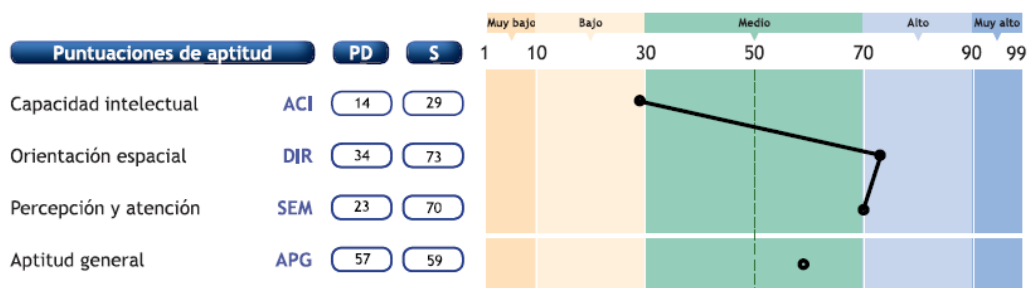 Muy bajo Bajo Medio Alto Muy alto
Puntuaciones de aptitud PD S 1 10 30 50 70 90 99
Capacidad intelectual ACI 14 29
Orientación espacial DIR 34 73
Percepción y atención SEM 23 70
Aptitud general APG 57 59